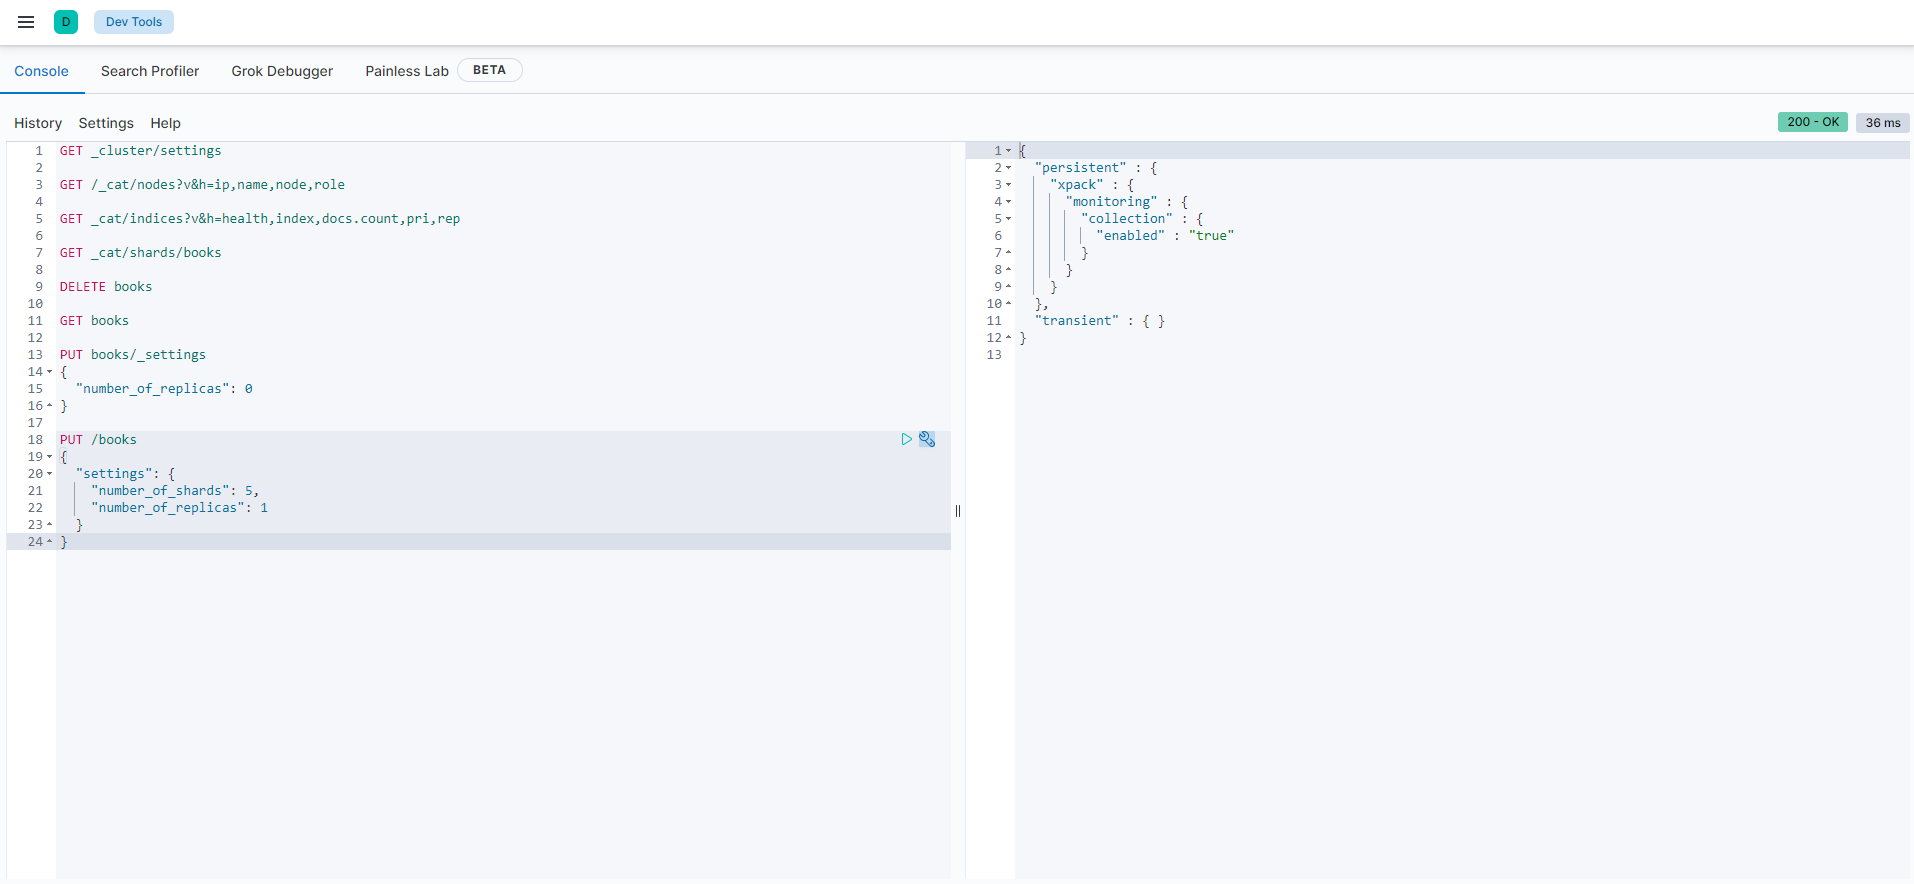 D Dev Tools
Console Search Profiler Grok Debugger Painless Lab BETA
History Settings Help
200 - OK 36 ms
1 GET _cluster/settings
2
3 GET /_cat/nodes?v&h=ip,name,node,role
4
5 GET _cat/indices?v&h=health,index,docs.count,pri,rep
6
7 GET _cat/shards/books
8
9 DELETE books
10
11 GET books
12
13 PUT books/_settings
14 {
15 "number_of_replicas": 0
16 }
17
18 PUT /books
19 {
20 "settings": {
21 "number_of_shards": 5,
22 "number_of_replicas": 1
23 }
24 }
1 {
2 "persistent" : {
3 "xpack" : {
4 "monitoring" : {
5 "collection" : {
6 "enabled" : "true"
7 }
8 }
9 }
10 },
11 "transient" : { }
12 }
13